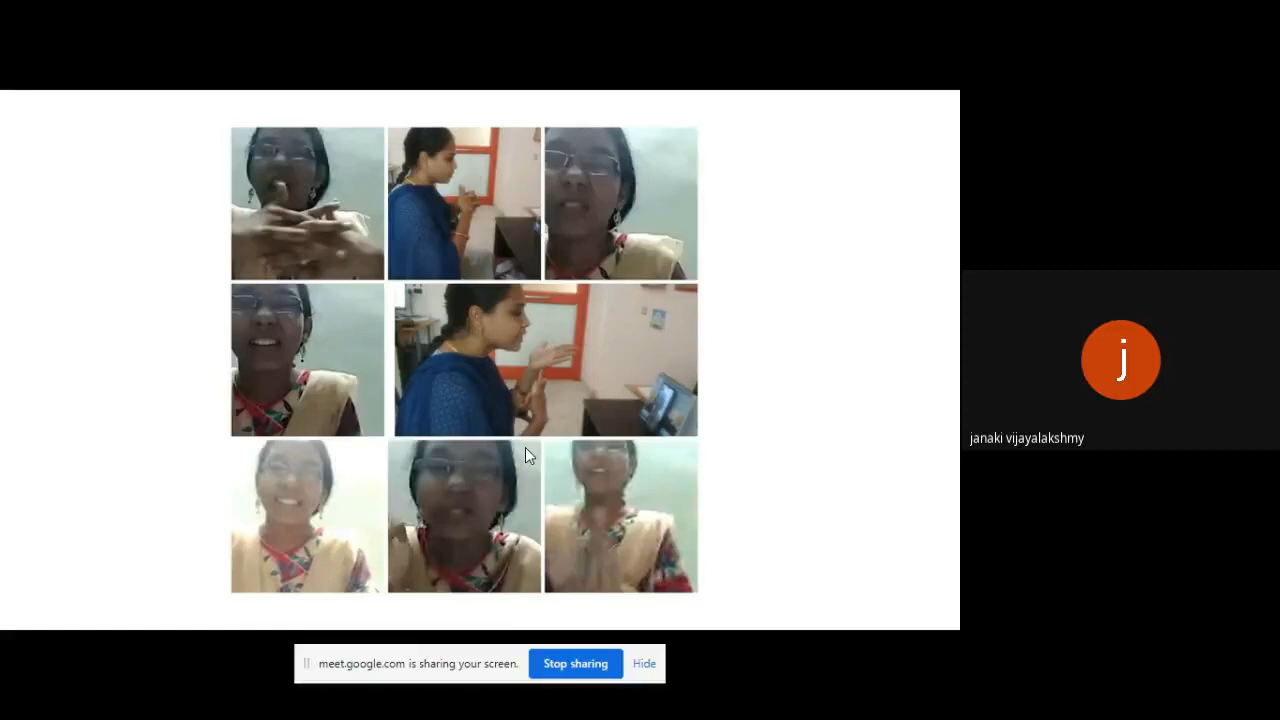 j
janaki vijayalakshmy
meet.google.com is sharing your screen.
Stop sharing
Hide